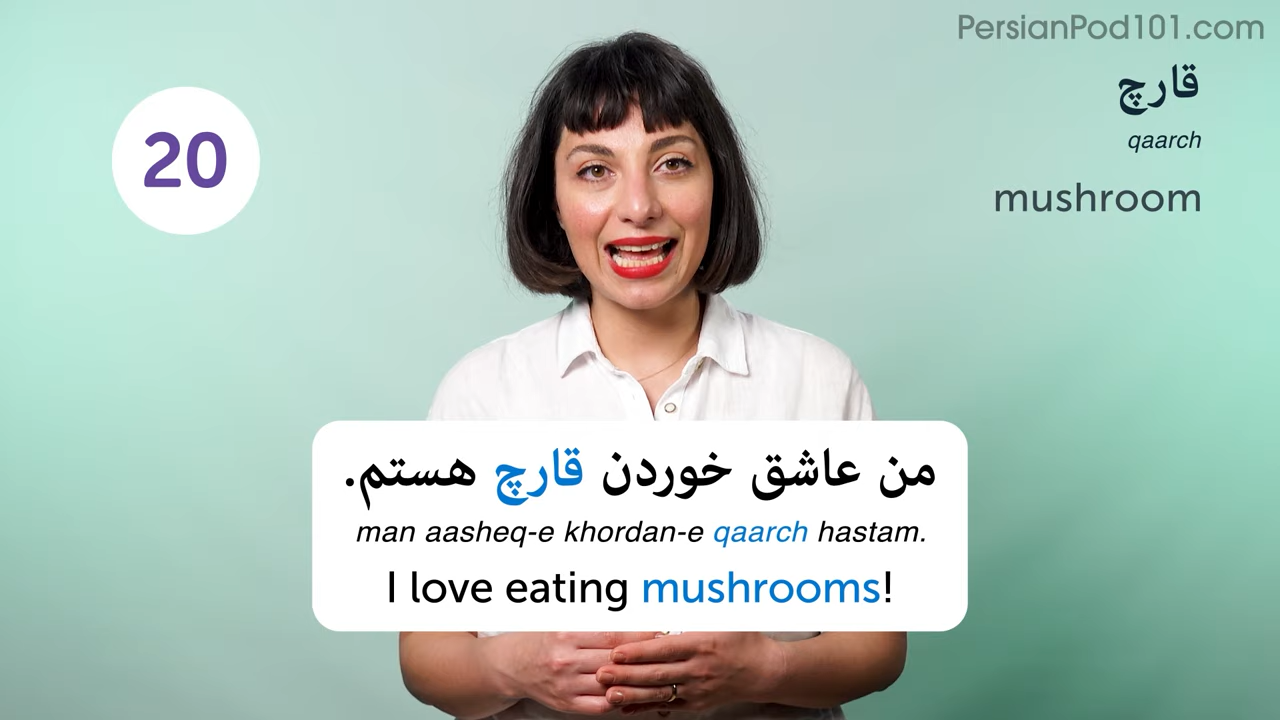 PersianPod101.com
20
قارچ
qaarch
mushroom
من عاشق خوردن قارچ هستم.
man aasheq-e khordan-e qaarch hastam.
I love eating mushrooms!